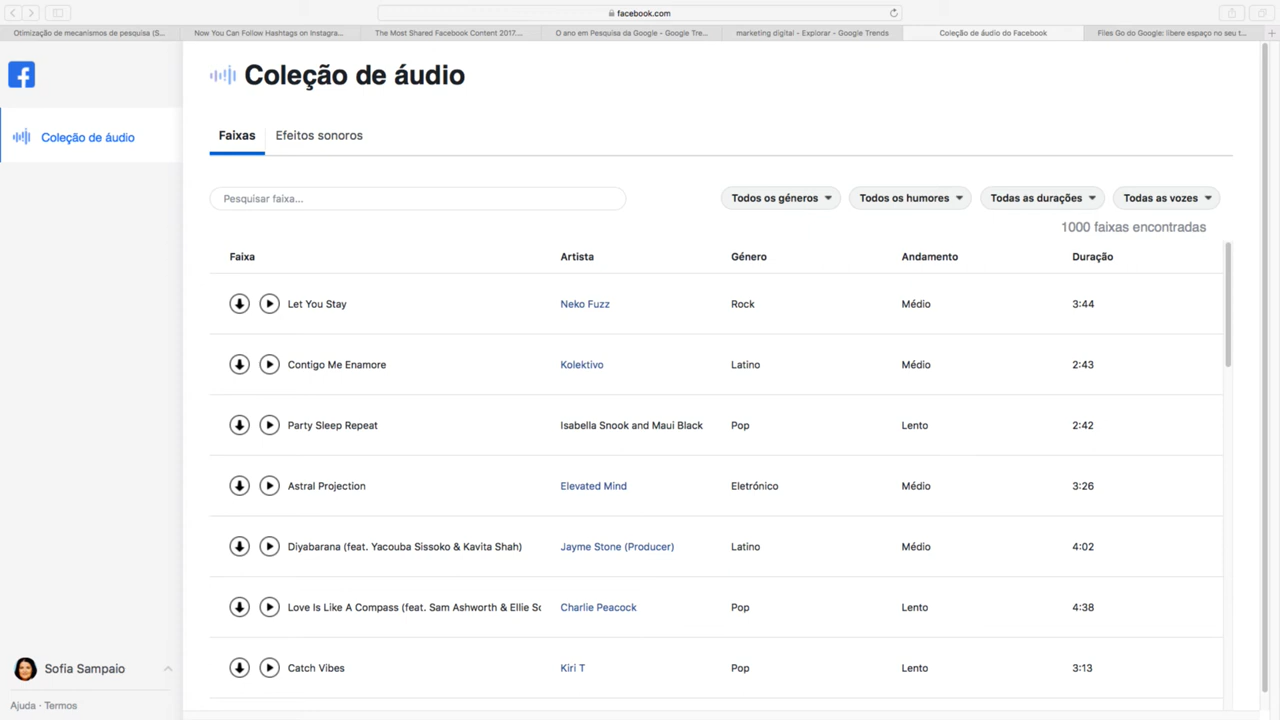 facebook.com
Otimização de mecanismos de pesquisa (S...
Now You Can Follow Hashtags on Instagra...
The Most Shared Facebook Content 2017....
O ano em Pesquisa da Google - Google Tre...
marketing digital - Explorar - Google Trends
Coleção de áudio do Facebook
Files Go do Google: libere espaço no seu t...
Coleção de áudio
Coleção de áudio
Faixas
Efeitos sonoros
Pesquisar faixa...
Todos os géneros
Todos os humores
Todas as durações
Todas as vozes
1000 faixas encontradas
Faixa Artista Género Andamento Duração
Let You Stay Neko Fuzz Rock Médio 3:44
Contigo Me Enamore Kolektivo Latino Médio 2:43
Party Sleep Repeat Isabella Snook and Maui Black Pop Lento 2:42
Astral Projection Elevated Mind Eletrónico Médio 3:26
Diyabarana (feat. Yacouba Sissoko & Kavita Shah) Jayme Stone (Producer) Latino Médio 4:02
Love Is Like A Compass (feat. Sam Ashworth & Ellie Charlie Peacock Pop Lento 4:38
Catch Vibes Kiri T Pop Lento 3:13
Sofia Sampaio
Ajuda · Termos